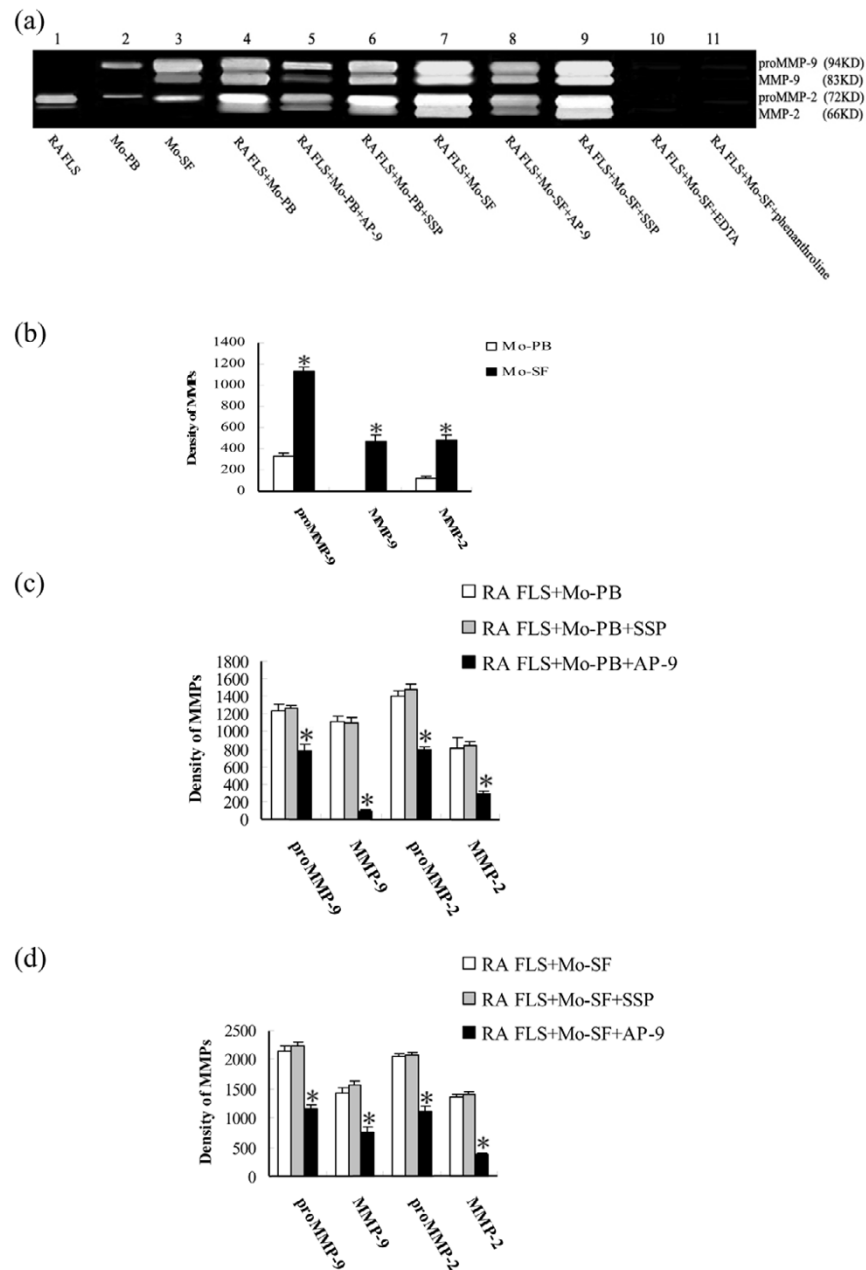 (a)
1 2 3 4 5 6 7 8 9 10 11
proMMP-9 (94KD)
MMP-9 (83KD)
proMMP-2 (72KD)
MMP-2 (66KD)
RA FLS
Mo-PB
Mo-SF
RA FLS+Mo-PB
RA FLS+Mo-PB+AP-9
RA FLS+Mo-PB+SSP
RA FLS+Mo-SF
RA FLS+Mo-SF+AP-9
RA FLS+Mo-SF+SSP
RA FLS+Mo-SF+EDTA
RA FLS+Mo-SF+phenanthroline
(b)
Density of MMPs
1400
1200
1000
800
600
400
200
0
*
*
*
Mo-PB
Mo-SF
proMMP-9
MMP-9
MMP-2
(c)
RA FLS+Mo-PB
RA FLS+Mo-PB+SSP
RA FLS+Mo-PB+AP-9
Density of MMPs
1800
1600
1400
1200
1000
800
600
400
200
0
*
*
*
*
proMMP-9
MMP-9
proMMP-2
MMP-2
(d)
RA FLS+Mo-SF
RA FLS+Mo-SF+SSP
RA FLS+Mo-SF+AP-9
Density of MMPs
2500
2000
1500
1000
500
0
*
*
*
*
proMMP-9
MMP-9
proMMP-2
MMP-2